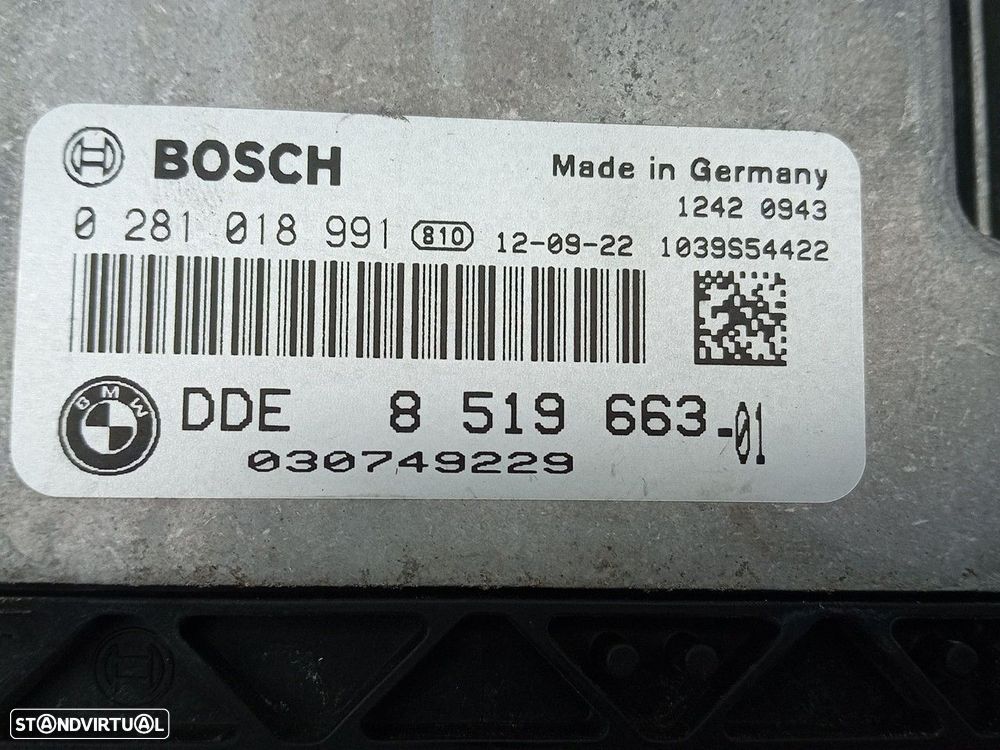 BOSCH
Made in Germany
1242 0943
0 281 018 991 810 12-09-22 1039S54422
BMW
DDE 8 519 663-01
030749229
STANDVIRTUAL